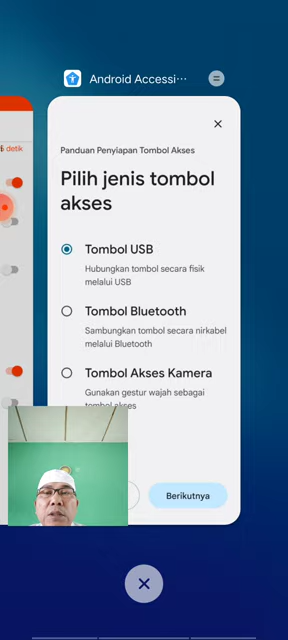 Android Accessi...
detik
Panduan Penyiapan Tombol Akses
Pilih jenis tombol
akses
Tombol USB
Hubungkan tombol secara fisik
melalui USB
Tombol Bluetooth
Sambungkan tombol secara nirkabel
melalui Bluetooth
Tombol Akses Kamera
Gunakan gestur wajah sebagai
tombol akses
Berikutnya